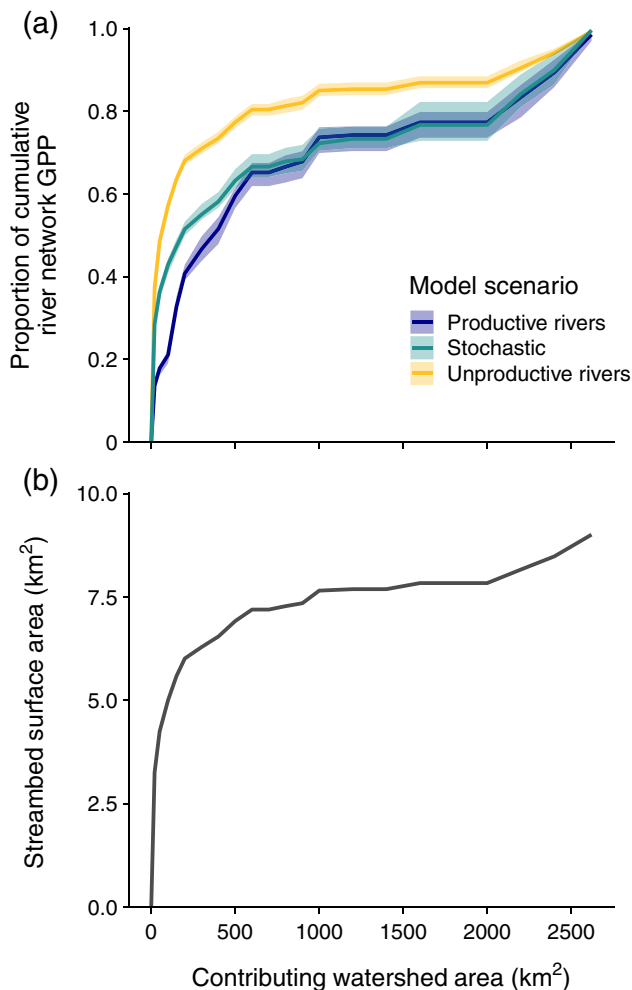 (a)
1.0
0.8
0.6
0.4
0.2
0
Proportion of cumulative
river network GPP
Model scenario
Productive rivers
Stochastic
Unproductive rivers
(b)
10.0
7.5
5.0
2.5
0.0
Streambed surface area (km²)
0 500 1000 1500 2000 2500
Contributing watershed area (km²)